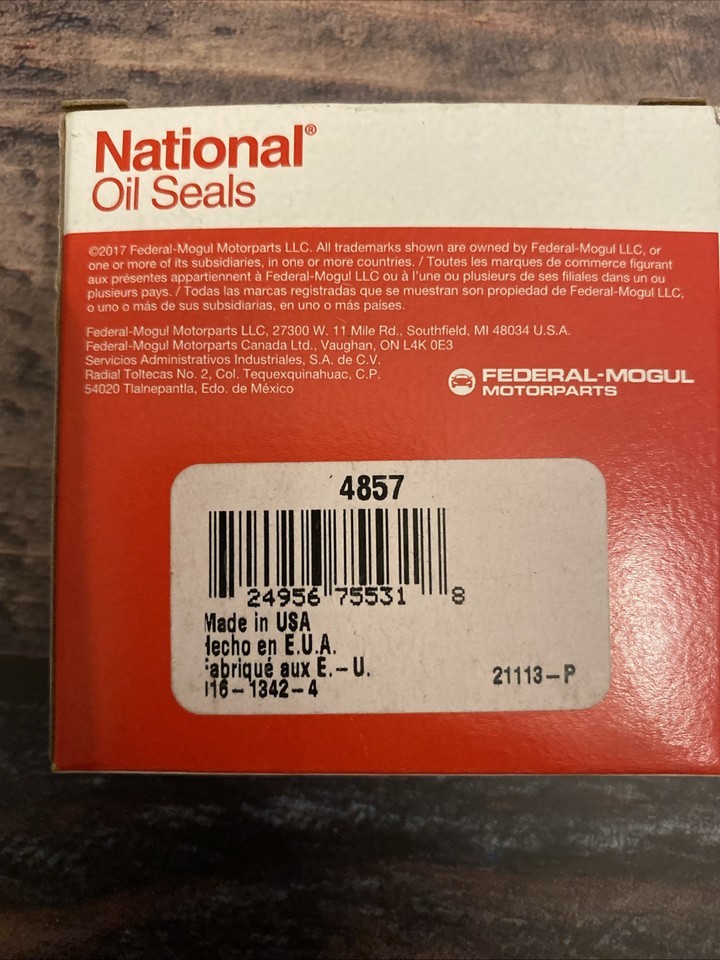 National®
Oil Seals
©2017 Federal-Mogul Motorparts LLC. All trademarks shown are owned by Federal-Mogul LLC, or
one or more of its subsidiaries, in one or more countries. / Toutes les marques de commerce figurant
aux présentes appartiennent à Federal-Mogul LLC ou à l'une ou plusieurs de ses filiales dans un ou
plusieurs pays. / Todas las marcas registradas que se muestran son propiedad de Federal-Mogul LLC,
o uno o más de sus subsidiarias, en uno o más países.
Federal-Mogul Motorparts LLC, 27300 W. 11 Mile Rd., Southfield, MI 48034 U.S.A.
Federal-Mogul Motorparts Canada Ltd., Vaughan, ON L4K 0E3
Servicios Administrativos Industriales, S.A. de C.V.
Radial Toltecas No. 2, Col. Tequexquinahuac, C.P.
54020 Tlalnepantla, Edo. de México
FEDERAL-MOGUL
MOTORPARTS
4857
24956 75531 8
Made in USA
Hecho en E.U.A.
Fabriqué aux E.-U.
116-1342-4
21113-P